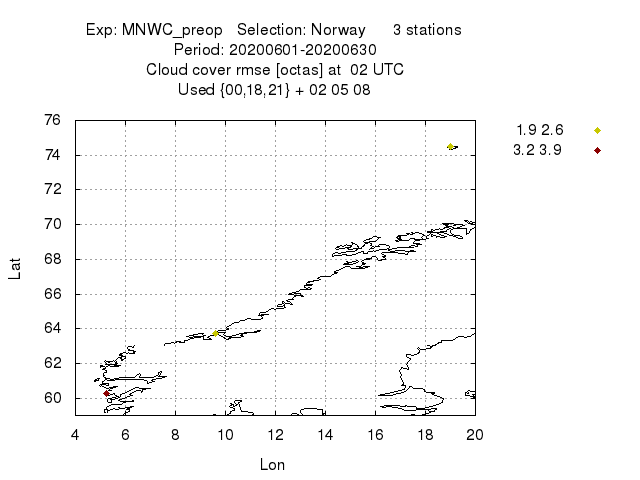 Exp: MNWC_preop Selection: Norway 3 stations
Period: 20200601-20200630
Cloud cover rmse [octas] at 02 UTC
Used {00,18,21} + 02 05 08
76
74
72
70
68
66
64
62
60
Lat
4 6 8 10 12 14 16 18 20
Lon
1.9 2.6
3.2 3.9